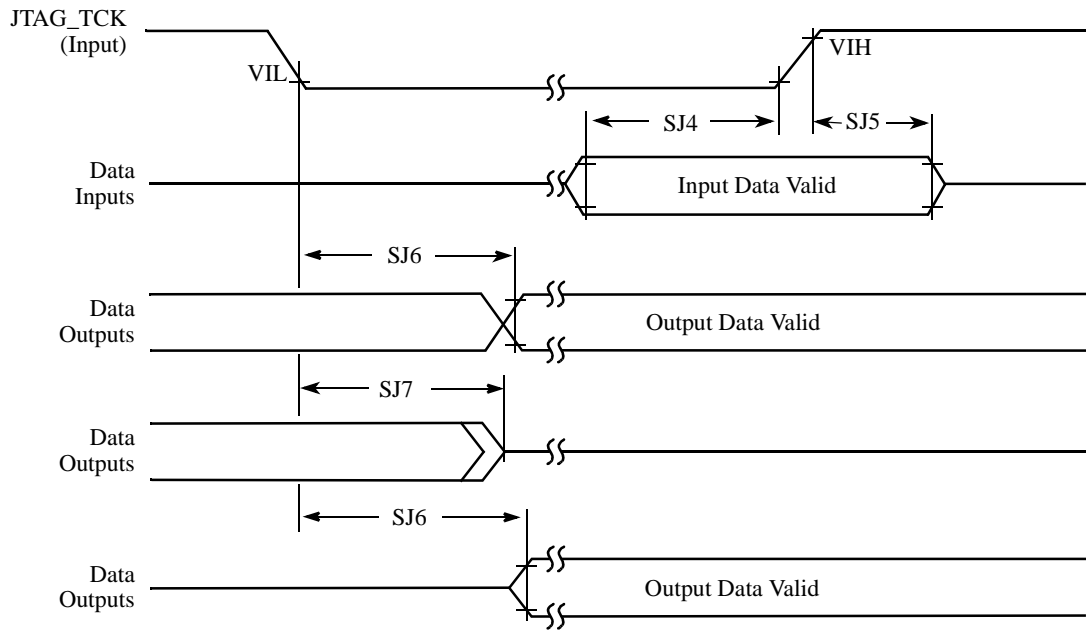 JTAG_TCK
(Input)
VIL
VIH
SJ4
SJ5
Data
Inputs
Input Data Valid
SJ6
Data
Outputs
Output Data Valid
SJ7
Data
Outputs
SJ6
Data
Outputs
Output Data Valid